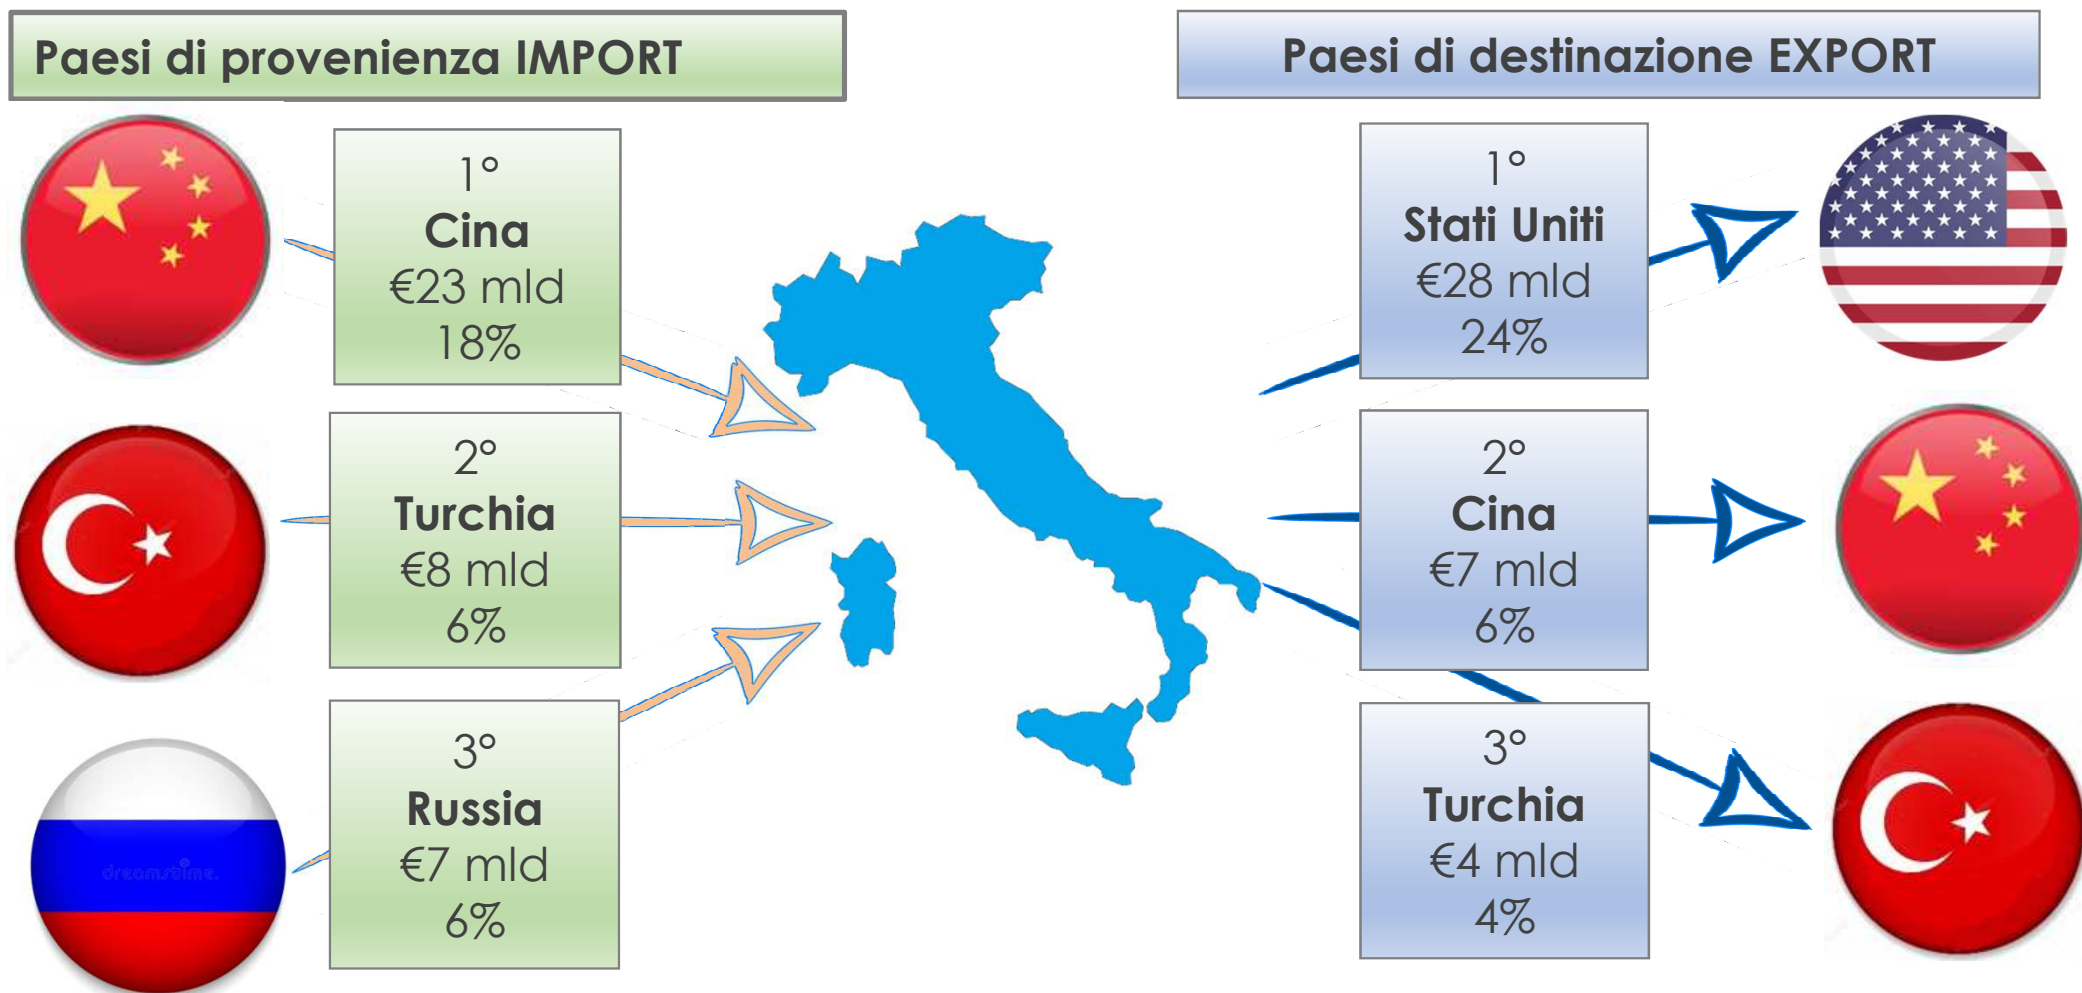 Paesi di provenienza IMPORT
1°
Cina
€23 mld
18%
2°
Turchia
€8 mld
6%
3°
Russia
€7 mld
6%
dreamstime.
Paesi di destinazione EXPORT
1°
Stati Uniti
€28 mld
24%
2°
Cina
€7 mld
6%
3°
Turchia
€4 mld
4%